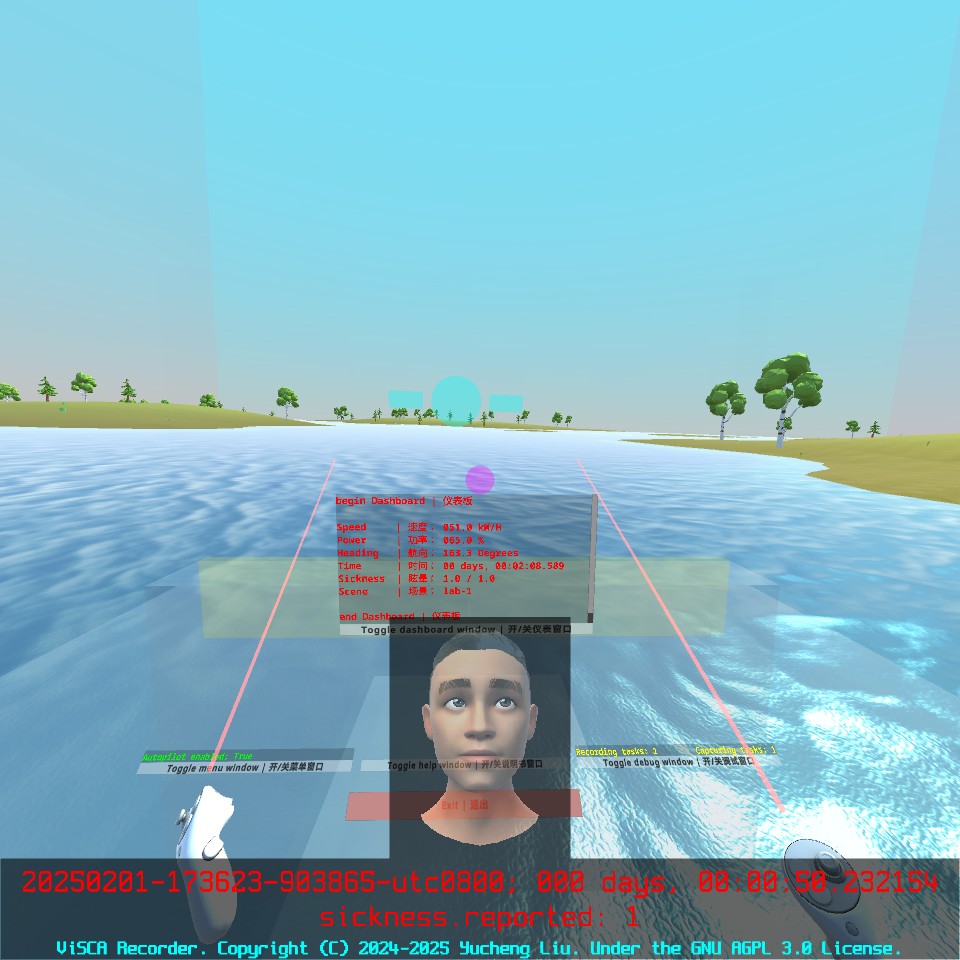 begin Dashboard | 仪表板
Speed | 速度： 051.0 kW/H
Power | 功率： 065.0 %
Heading | 航向： 163.3 Degrees
Time | 时间： 00 days, 00:02:08.589
Sickness | 眩晕： 1.0 / 1.0
Scene | 场景： lab-1
end Dashboard | 仪表板
Toggle dashboard window | 开/关仪表窗口
Autopilot enabled: True
Toggle menu window | 开/关菜单窗口
Toggle help window | 开/关说明书窗口
Recording tasks: 2 Capturing tasks: 1
Toggle debug window | 开/关调试窗口
Exit | 退出
20250201-173623-903865-utc0800; 000 days, 00:00:50.232154
sickness.reported: 1
ViSCA Recorder. Copyright (C) 2024-2025 Yucheng Liu. Under the GNU AGPL 3.0 License.